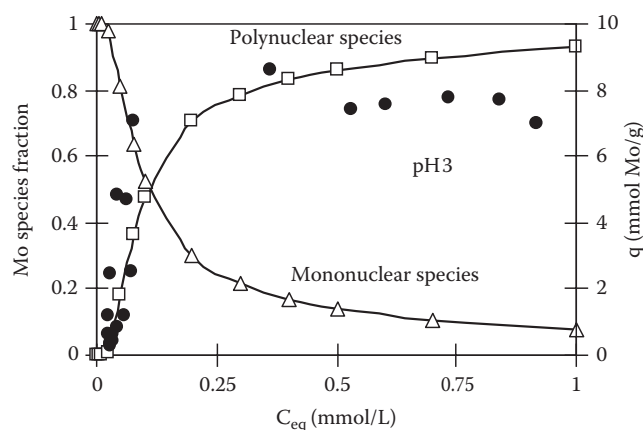 Mo species fraction
1
0.8
0.6
0.4
0.2
0
Polynuclear species
pH3
Mononuclear species
10
8
6
4
2
0
q (mmol Mo/g)
0
0.25
0.5
0.75
1
C_eq (mmol/L)